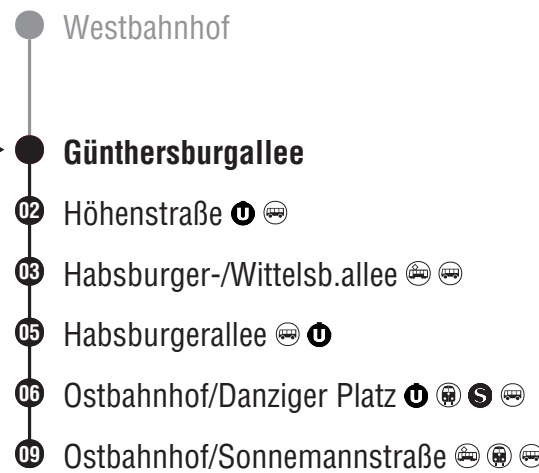 Westbahnhof
Günthersburgallee
02 Höhenstraße U
03 Habsburger-/Wittelsb.allee
05 Habsburgerallee U
06 Ostbahnhof/Danziger Platz U S
09 Ostbahnhof/Sonnemannstraße